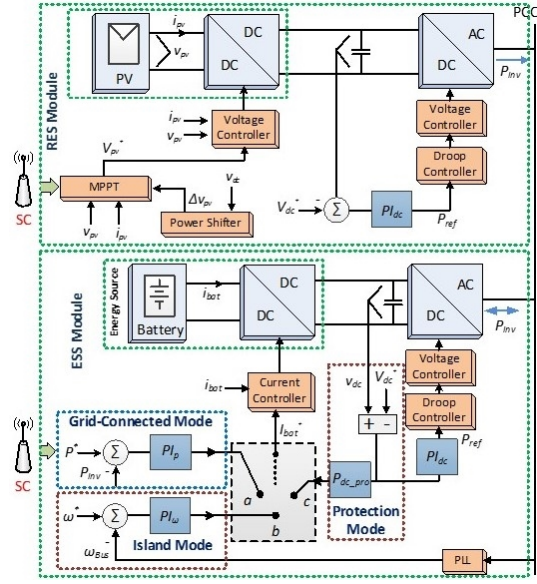 PCC
i_pv
v_pv
PV
DC
DC
AC
DC
P_Inv
RES Module
i_pv
v_pv
Voltage
Controller
Voltage
Controller
V_pv*
Droop
Controller
SC
MPPT
Δv_pv
v_dc
Power Shifter
v_pv
i_pv
V_dc*
-
Σ
PI_dc
P_ref
ESS Module
Energy Source
Battery
i_bat
DC
DC
AC
DC
P_Inv
v_dc
V_dc*
Voltage
Controller
i_bat
Current
Controller
Droop
Controller
Grid-Connected Mode
I_bat*
+ -
P_ref
SC
P*
Σ
PI_p
P_Inv -
a
c
b
P_dc_pro
PI_dc
Protection
Mode
ω*
Σ
PI_ω
ω_Bus -
Island Mode
PLL